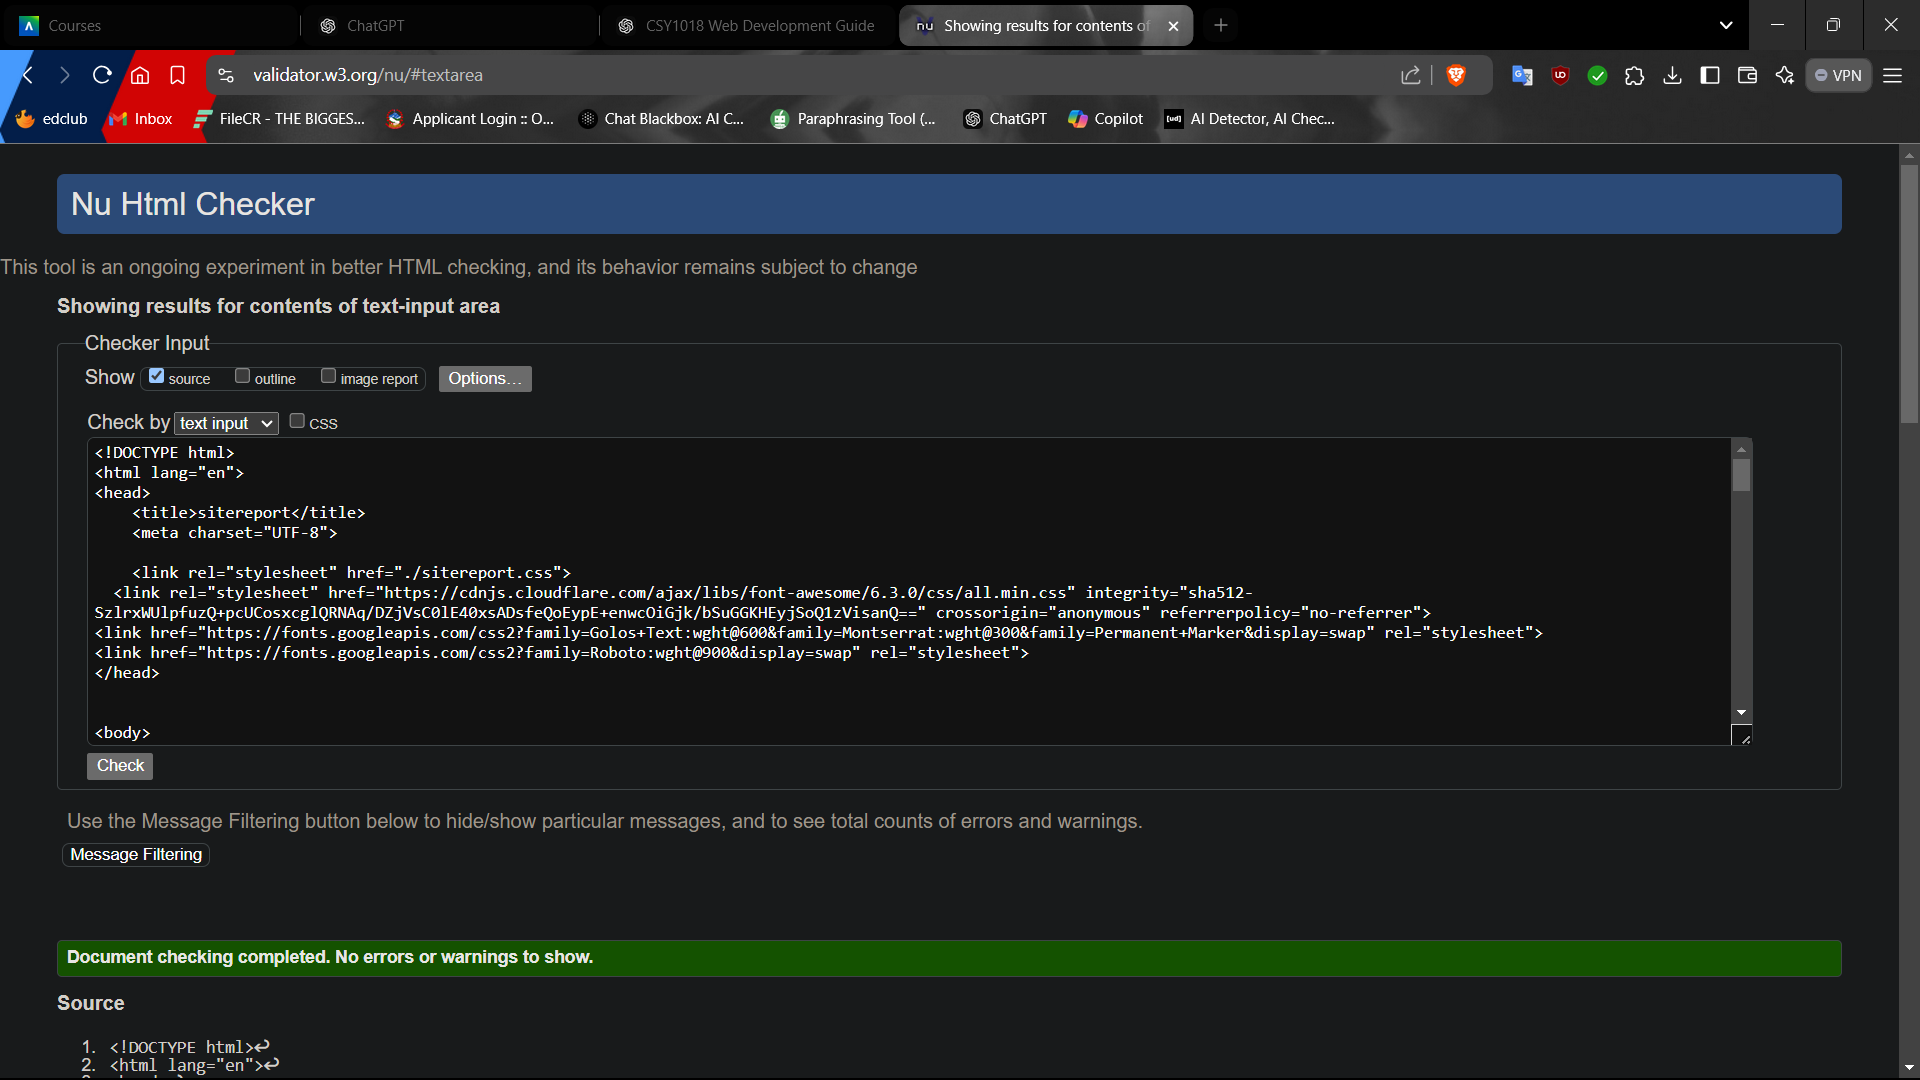 Courses
ChatGPT
CSY1018 Web Development Guide
nu Showing results for contents of
validator.w3.org/nu/#textarea
VPN
edclub
Inbox
FileCR - THE BIGGES...
Applicant Login :: O...
Chat Blackbox: AI C...
Paraphrasing Tool (...
ChatGPT
Copilot
[ud] AI Detector, AI Chec...
Nu Html Checker
This tool is an ongoing experiment in better HTML checking, and its behavior remains subject to change
Showing results for contents of text-input area
Checker Input
Show source outline image report Options...
Check by text input CSS
<!DOCTYPE html>
<html lang="en">
<head>
<title>sitereport</title>
<meta charset="UTF-8">
<link rel="stylesheet" href="./sitereport.css">
<link rel="stylesheet" href="https://cdnjs.cloudflare.com/ajax/libs/font-awesome/6.3.0/css/all.min.css" integrity="sha512-
SzlrxWUlpfuzQ+pcUCosxcglQRNAq/DZjVsC0lE40xsADsfeQoEypE+enwcOiGjk/bSuGGKHEyjSoQ1zVisanQ==" crossorigin="anonymous" referrerpolicy="no-referrer">
<link href="https://fonts.googleapis.com/css2?family=Golos+Text:wght@600&family=Montserrat:wght@300&family=Permanent+Marker&display=swap" rel="stylesheet">
<link href="https://fonts.googleapis.com/css2?family=Roboto:wght@900&display=swap" rel="stylesheet">
</head>
<body>
Check
Use the Message Filtering button below to hide/show particular messages, and to see total counts of errors and warnings.
Message Filtering
Document checking completed. No errors or warnings to show.
Source
1. <!DOCTYPE html>↩
2. <html lang="en">↩